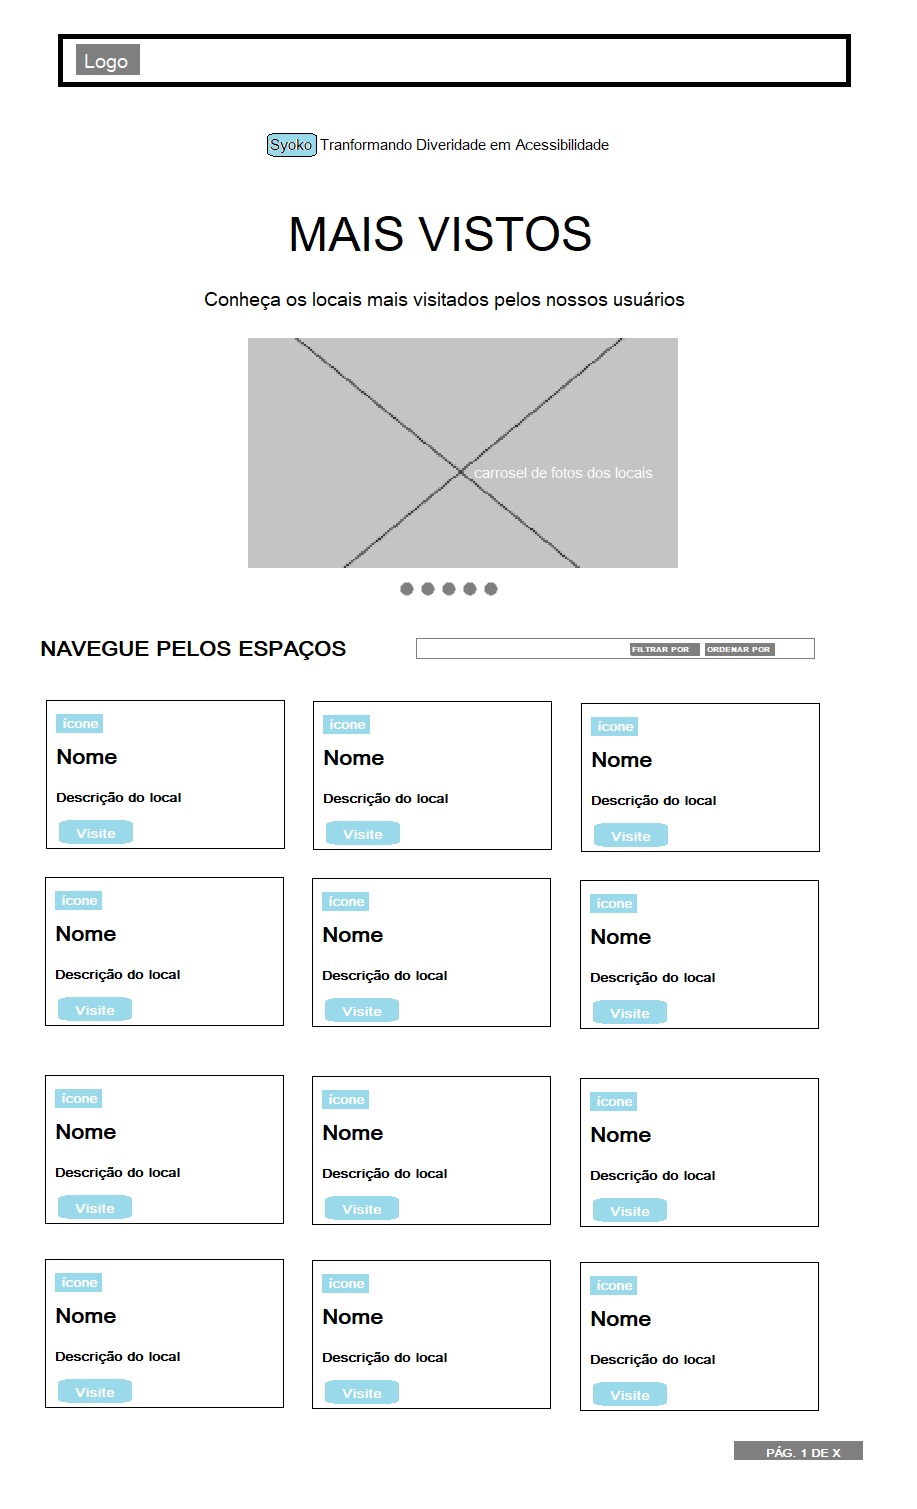 Logo
Syoko Tranformando Diveridade em Acessibilidade
MAIS VISTOS
Conheça os locais mais visitados pelos nossos usuários
carrosel de fotos dos locais
NAVEGUE PELOS ESPAÇOS
FILTRAR POR ORDENAR POR
ícone ícone ícone
Nome Nome Nome
Descrição do local Descrição do local Descrição do local
Visite Visite Visite
ícone ícone ícone
Nome Nome Nome
Descrição do local Descrição do local Descrição do local
Visite Visite Visite
ícone ícone ícone
Nome Nome Nome
Descrição do local Descrição do local Descrição do local
Visite Visite Visite
ícone ícone ícone
Nome Nome Nome
Descrição do local Descrição do local Descrição do local
Visite Visite Visite
PÁG. 1 DE X